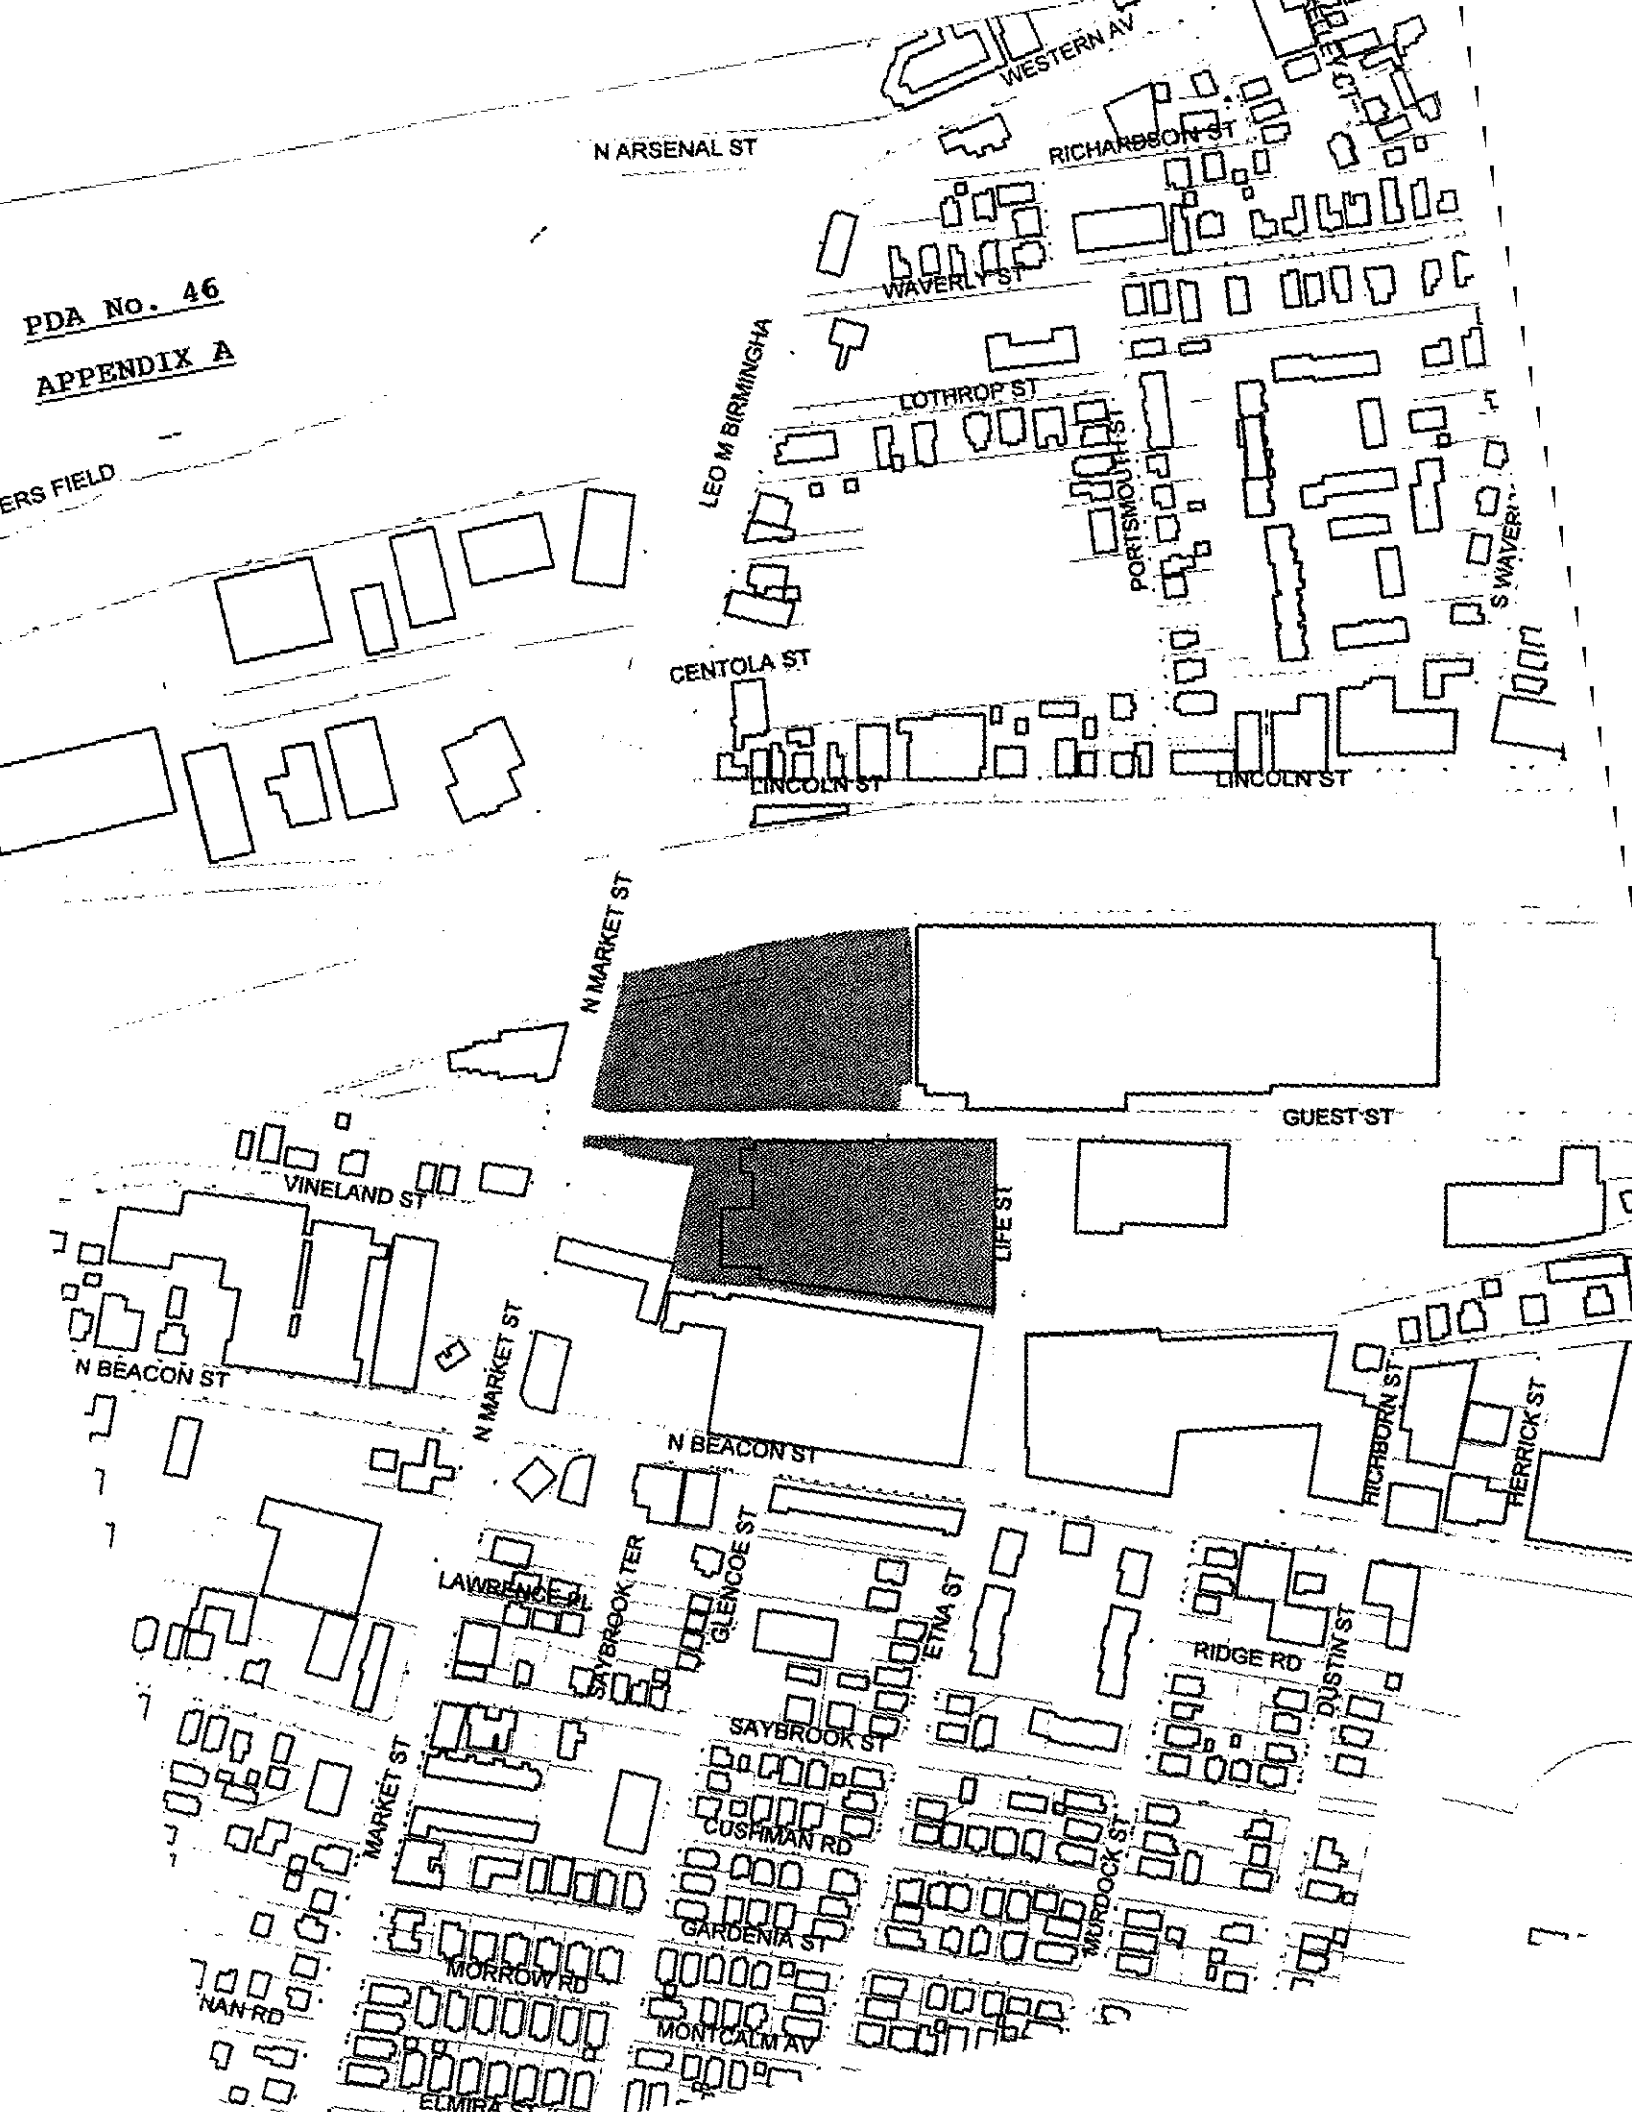 WESTERN AV
N ARSENAL ST
RICHARDSON ST
PDA No. 46
WAVERLY ST
APPENDIX A
LEO M BIRMINGHA
LOTHROP ST
ERS FIELD
PORTSMOUTH ST
S WAVERL
CENTOLA ST
LINCOLN ST
LINCOLN ST
N MARKET ST
GUEST ST
VINELAND ST
LIFE ST
N MARKET ST
N BEACON ST
HICHBORN ST
HERRICK ST
N BEACON ST
LAWRENCE PL
SAYBROOK TER
GLENCOE ST
ETNA ST
RIDGE RD
DUSTIN ST
SAYBROOK ST
MARKET ST
CUSHMAN RD
MURDOCK ST
GARDENIA ST
MORROW RD
NAN RD
MONTCALM AV
ELMIRA ST